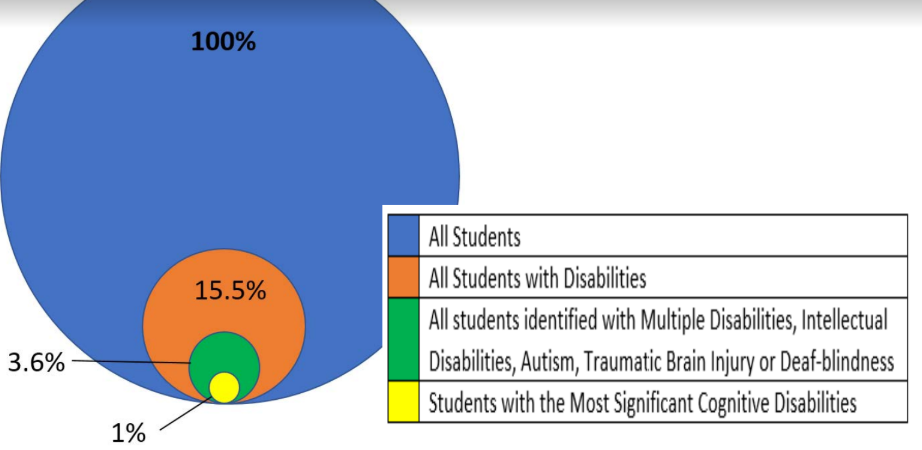 100%
15.5%
3.6%
1%
All Students
All Students with Disabilities
All students identified with Multiple Disabilities, Intellectual
Disabilities, Autism, Traumatic Brain Injury or Deaf-blindness
Students with the Most Significant Cognitive Disabilities